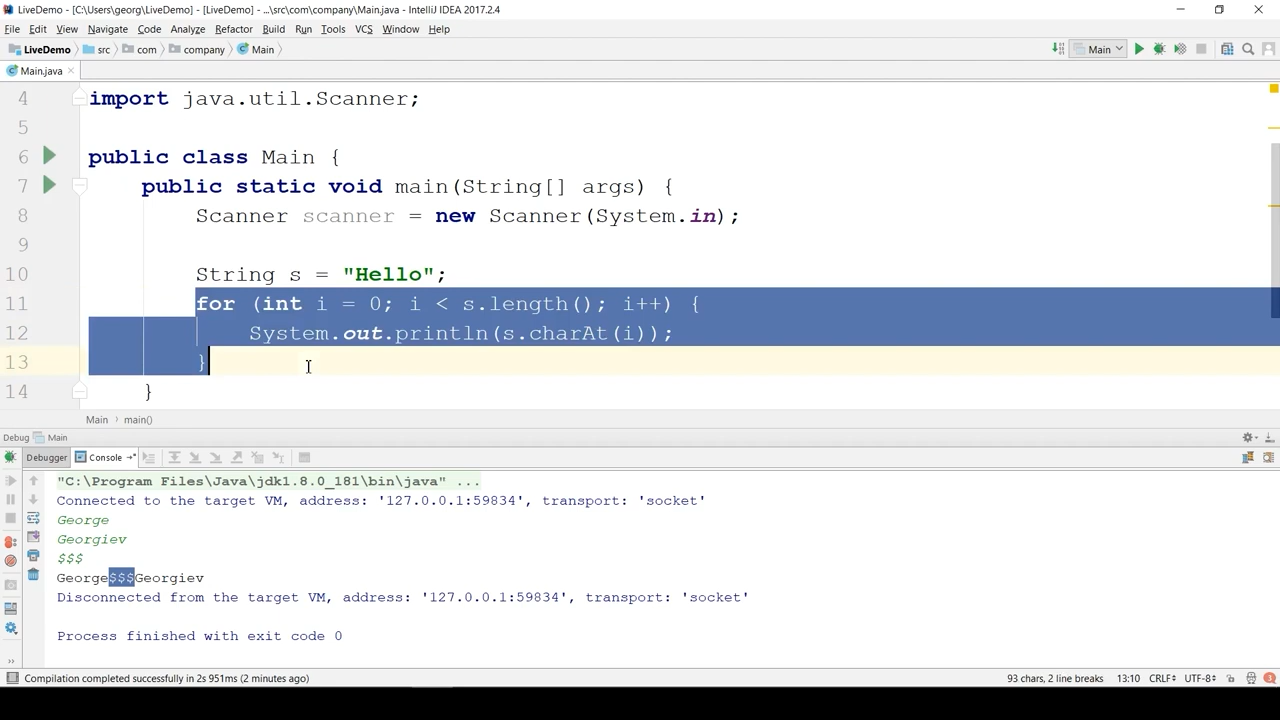 LiveDemo - [C:\Users\georg\LiveDemo] - [LiveDemo] - ...\src\com\company\Main.java - IntelliJ IDEA 2017.2.4
File Edit View Navigate Code Analyze Refactor Build Run Tools VCS Window Help
LiveDemo src com company Main Main
Main.java
4 import java.util.Scanner;
5
6 public class Main {
7 public static void main(String[] args) {
8 Scanner scanner = new Scanner(System.in);
9
10 String s = "Hello";
11 for (int i = 0; i < s.length(); i++) {
12 System.out.println(s.charAt(i));
13 }
14 }
Main main()
Debug Main
Debugger Console
"C:\Program Files\Java\jdk1.8.0_181\bin\java" ...
Connected to the target VM, address: '127.0.0.1:59834', transport: 'socket'
George
Georgiev
$$$
George$$$Georgiev
Disconnected from the target VM, address: '127.0.0.1:59834', transport: 'socket'
Process finished with exit code 0
Compilation completed successfully in 2s 951ms (2 minutes ago) 93 chars, 2 line breaks 13:10 CRLF UTF-8 3